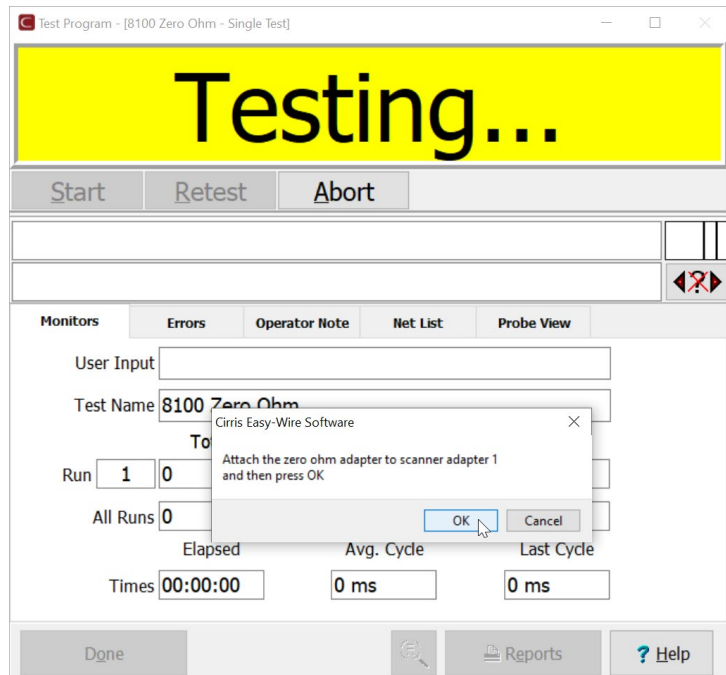 C Test Program - [8100 Zero Ohm - Single Test]
Testing...
Start Retest Abort
?
Monitors Errors Operator Note Net List Probe View
User Input
Test Name 8100 Zero Ohm
Cirris Easy-Wire Software
Attach the zero ohm adapter to scanner adapter 1
and then press OK
OK Cancel
Run 1 0
All Runs 0
Elapsed Avg. Cycle Last Cycle
Times 00:00:00 0 ms 0 ms
Done Reports ? Help